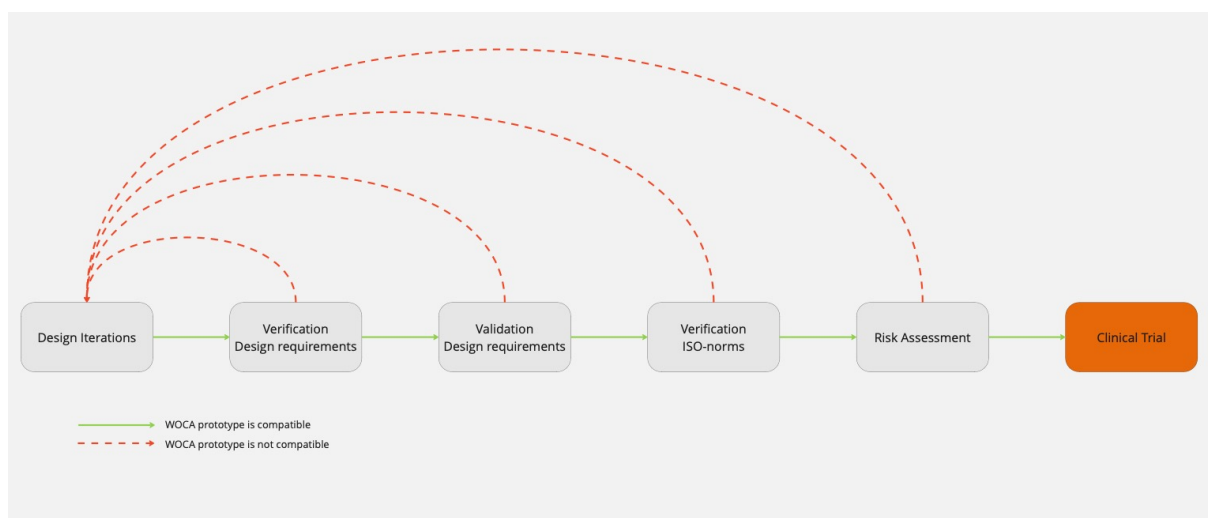 Design Iterations
Verification
Design requirements
Validation
Design requirements
Verification
ISO-norms
Risk Assessment
Clinical Trial
WOCA prototype is compatible
WOCA prototype is not compatible